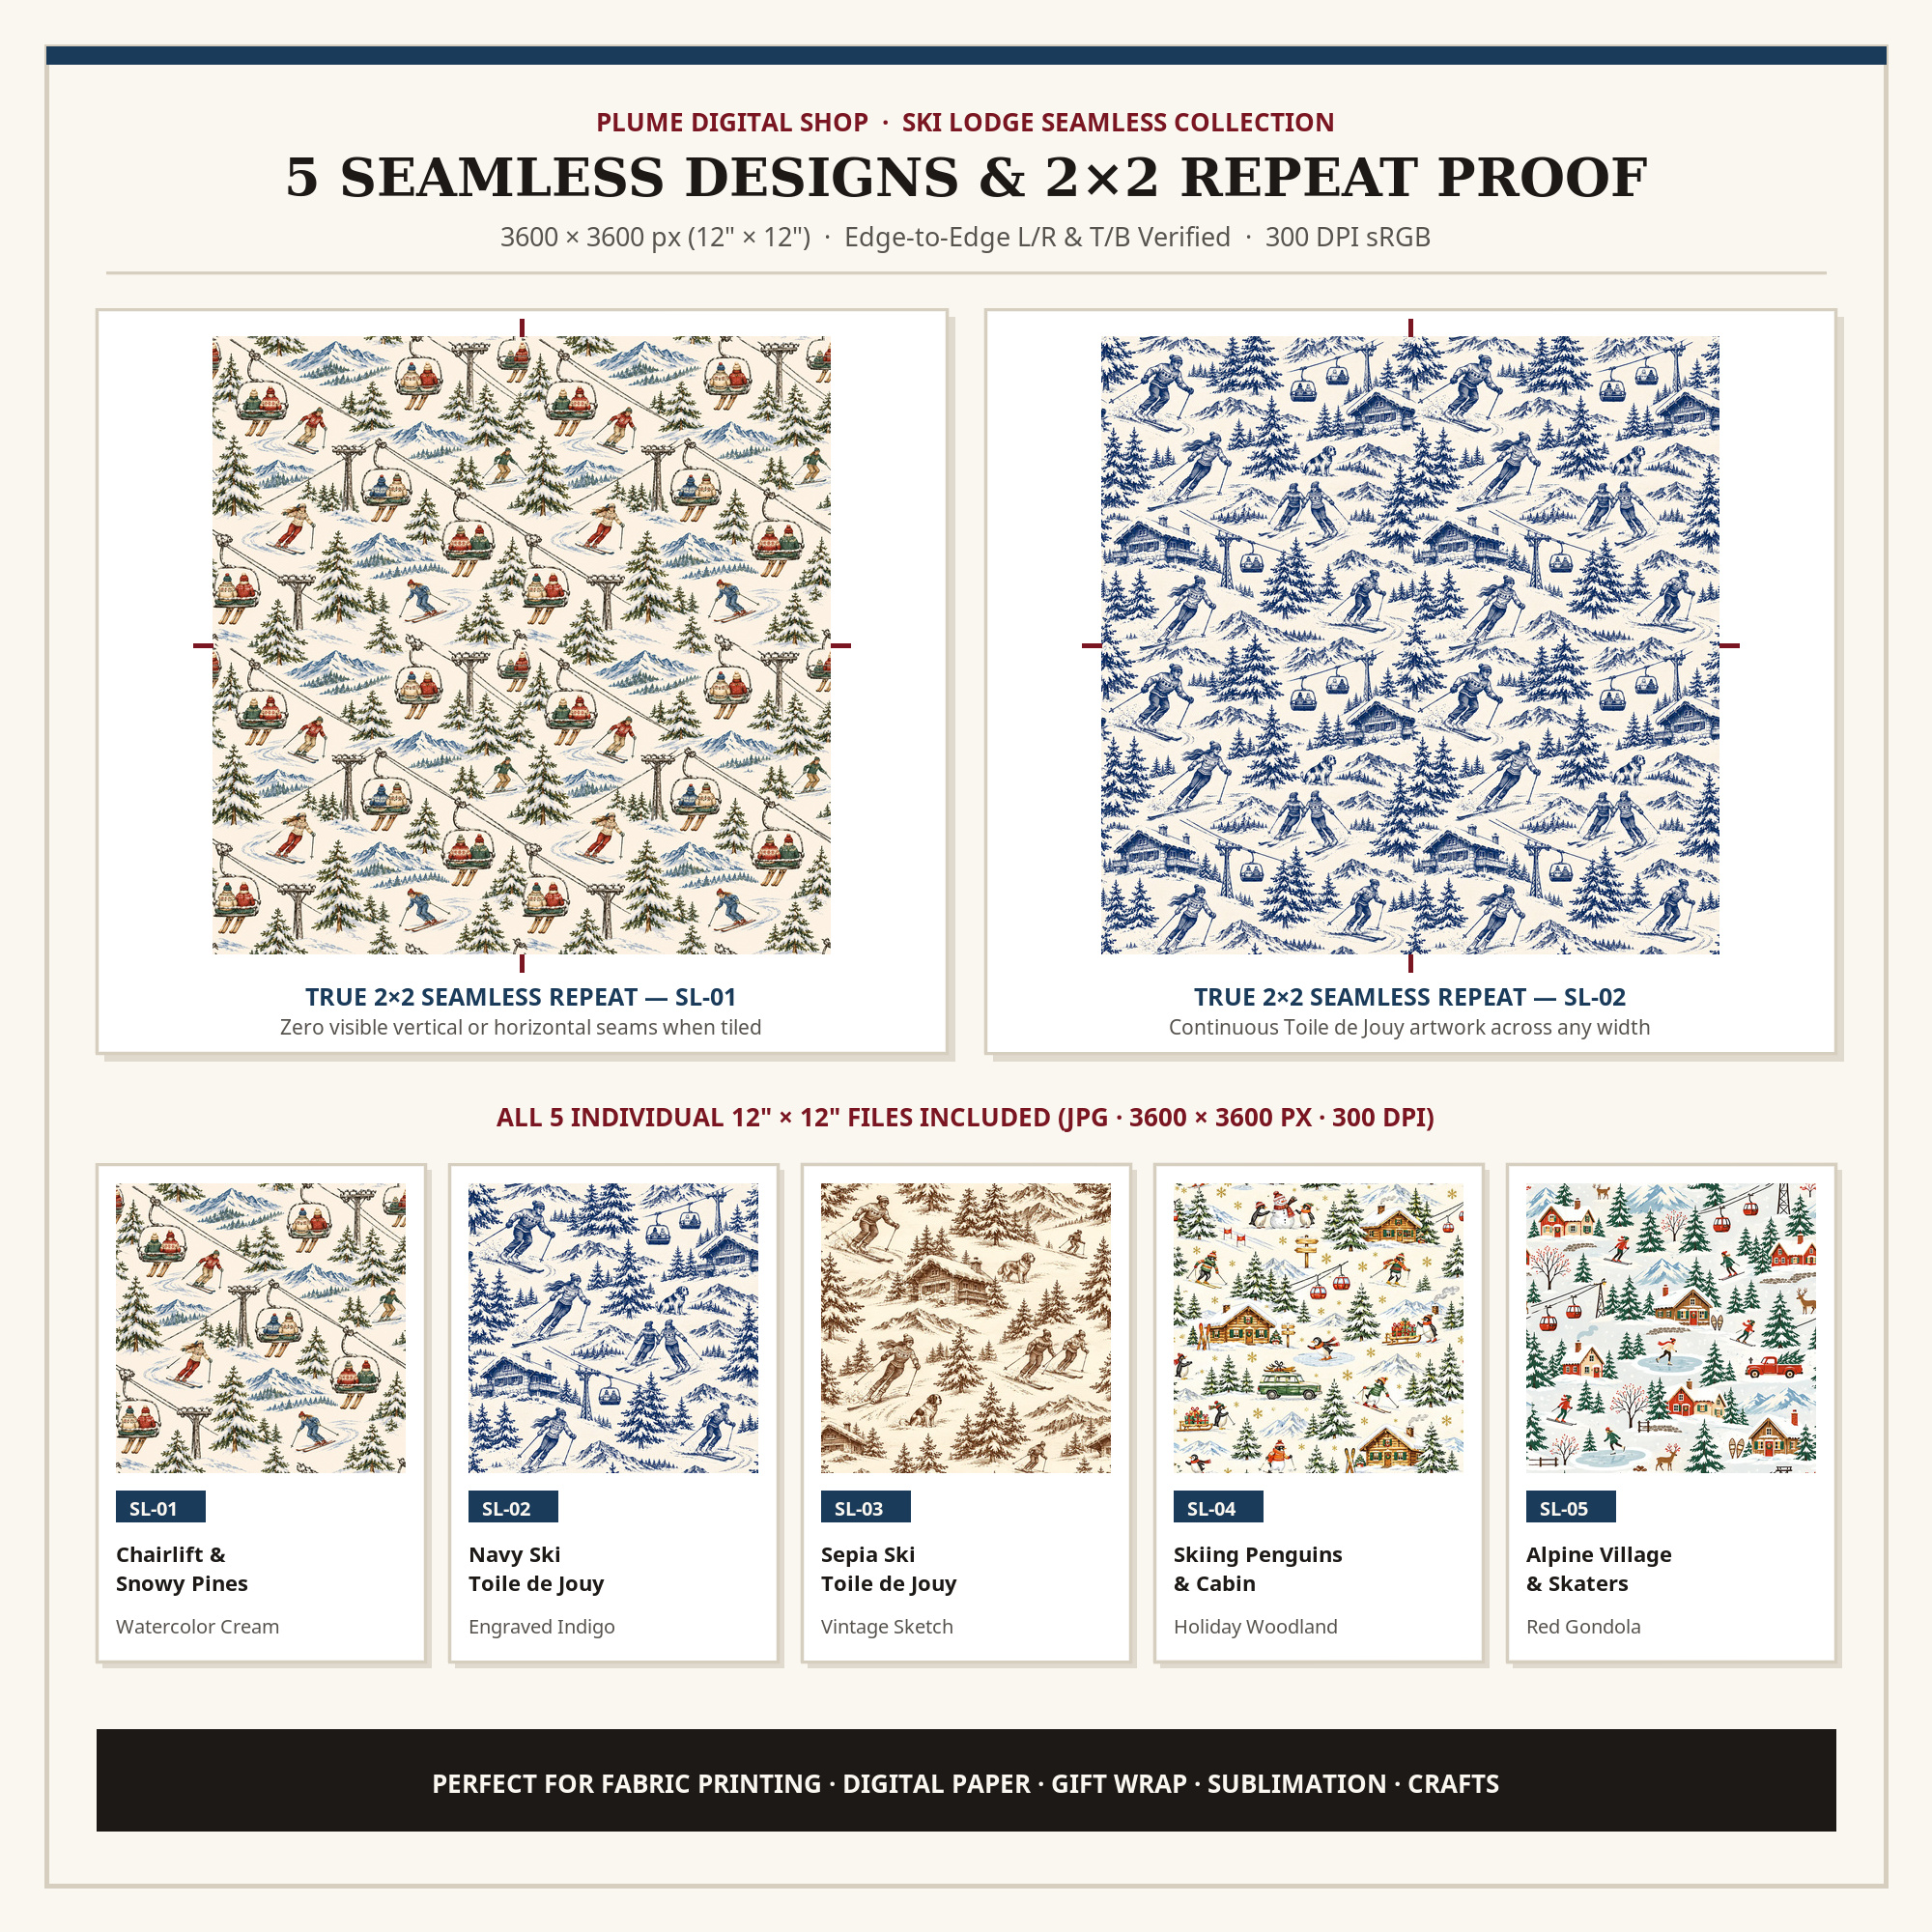 PLUME DIGITAL SHOP · SKI LODGE SEAMLESS COLLECTION
5 SEAMLESS DESIGNS & 2×2 REPEAT PROOF
3600 × 3600 px (12" × 12") · Edge-to-Edge L/R & T/B Verified · 300 DPI sRGB
TRUE 2×2 SEAMLESS REPEAT — SL-01
Zero visible vertical or horizontal seams when tiled
TRUE 2×2 SEAMLESS REPEAT — SL-02
Continuous Toile de Jouy artwork across any width
ALL 5 INDIVIDUAL 12" × 12" FILES INCLUDED (JPG · 3600 × 3600 PX · 300 DPI)
SL-01
Chairlift &
Snowy Pines
Watercolor Cream
SL-02
Navy Ski
Toile de Jouy
Engraved Indigo
SL-03
Sepia Ski
Toile de Jouy
Vintage Sketch
SL-04
Skiing Penguins
& Cabin
Holiday Woodland
SL-05
Alpine Village
& Skaters
Red Gondola
PERFECT FOR FABRIC PRINTING · DIGITAL PAPER · GIFT WRAP · SUBLIMATION · CRAFTS